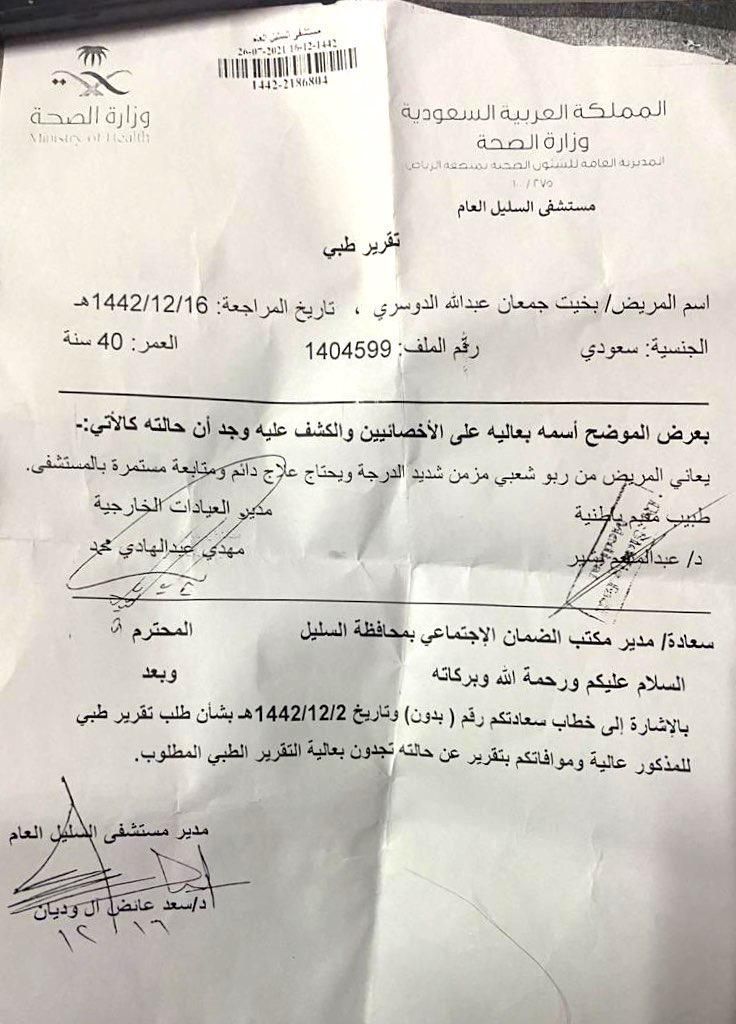 مستشفى السليل العام
26-07-2021 16-12-1442
1442-2186804
وزارة الصحة
Ministry of Health
المملكة العربية السعودية
وزارة الصحة
المديرية العامة للشئون الصحية بمنطقة الرياض
١٠٠/٢٧٥
مستشفى السليل العام
تقرير طبي
اسم المريض/ بخيت جمعان عبدالله الدوسري ، تاريخ المراجعة: 1442/12/16هـ
الجنسية: سعودي رقم الملف: 1404599 العمر: 40 سنة
بعرض الموضح أسمه بعاليه على الأخصائيين والكشف عليه وجد أن حالته كالأتي:-
يعاني المريض من ربو شعبي مزمن شديد الدرجة ويحتاج علاج دائم ومتابعة مستمرة بالمستشفى.
طبيب مقيم باطنية مدير العيادات الخارجية
د/ عبدالمنعم بشير مهدي عبدالهادي محمد
Medical
سعادة/ مدير مكتب الضمان الإجتماعي بمحافظة السليل المحترم
السلام عليكم ورحمة الله وبركاته وبعد
بالإشارة إلى خطاب سعادتكم رقم ( بدون) وتاريخ 1442/12/2هـ بشأن طلب تقرير طبي
للمذكور عالية وموافاتكم بتقرير عن حالته تجدون بعالية التقرير الطبي المطلوب.
مدير مستشفى السليل العام
د/سعد عائض ال وديان
١٢/١٦